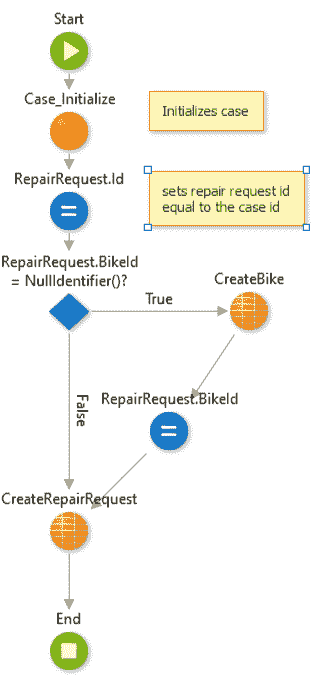 Start
Case_Initialize
Initializes case
RepairRequest.Id
sets repair request id
equal to the case id
RepairRequest.BikeId
= NullIdentifier()?
True
CreateBike
False
RepairRequest.BikeId
CreateRepairRequest
End